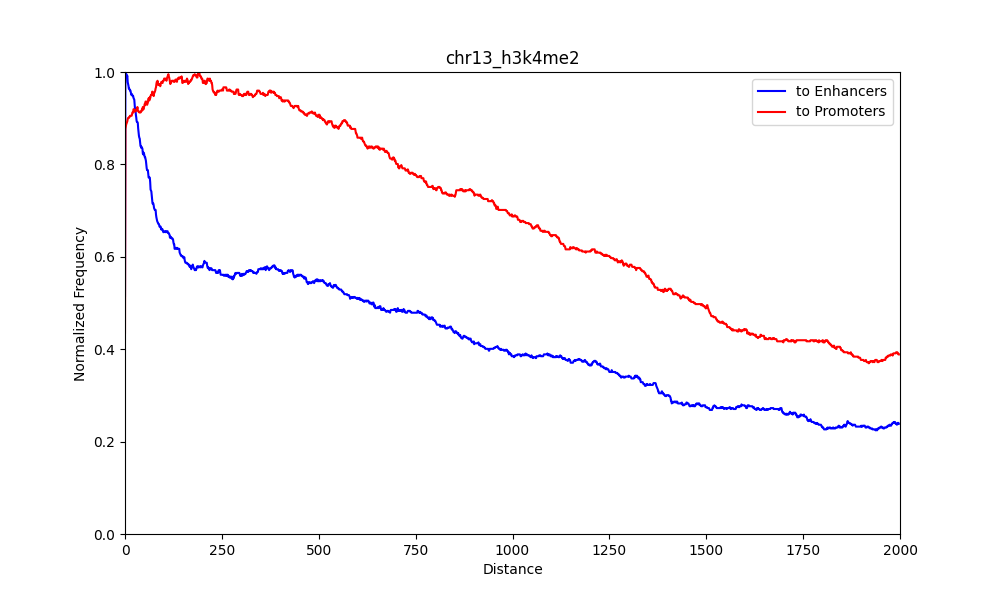 chr13_h3k4me2
to Enhancers
to Promoters
Normalized Frequency
1.0
0.8
0.6
0.4
0.2
0.0
0 250 500 750 1000 1250 1500 1750 2000
Distance